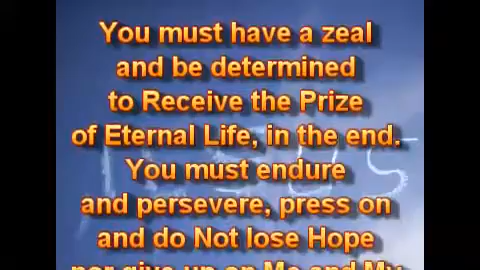 You must have a zeal
and be determined
to Receive the Prize
of Eternal Life, in the end.
You must endure
and persevere, press on
and do Not lose Hope
nor give up on Me and My
JESUS